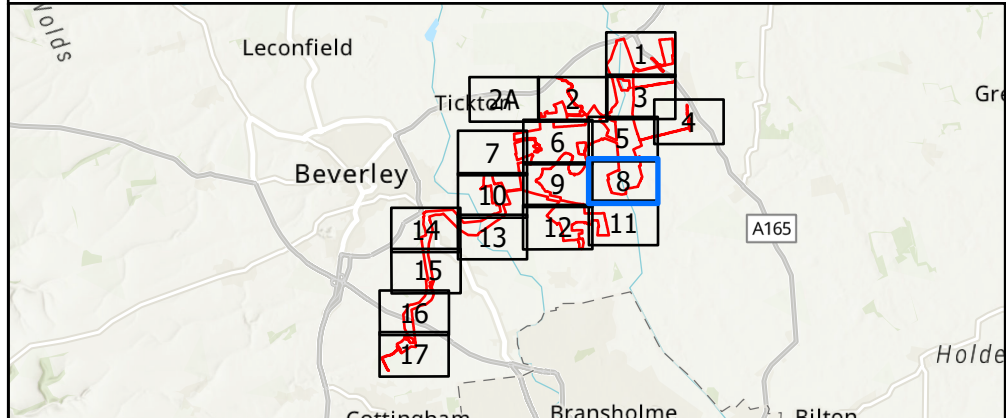 Wolds
Leconfield
1
Tickton
2A
2
3
4
Gre
5
6
7
Beverley
8
9
10
11
12
13
14
A165
15
16
17
Holde
Cottingham
Bransholme
Bilton